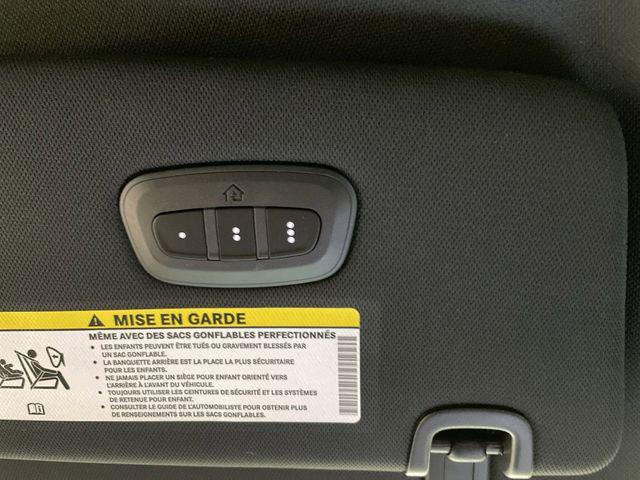 MISE EN GARDE
MÊME AVEC DES SACS GONFLABLES PERFECTIONNÉS
• LES ENFANTS PEUVENT ÊTRE TUÉS OU GRAVEMENT BLESSÉS PAR
UN SAC GONFLABLE.
• LA BANQUETTE ARRIÈRE EST LA PLACE LA PLUS SÉCURITAIRE
POUR LES ENFANTS.
• NE JAMAIS PLACER UN SIÈGE POUR ENFANT ORIENTÉ VERS
L'ARRIÈRE À L'AVANT DU VÉHICULE.
• TOUJOURS UTILISER LES CEINTURES DE SÉCURITÉ ET LES SYSTÈMES
DE RETENUE POUR ENFANT.
• CONSULTER LE GUIDE DE L'AUTOMOBILISTE POUR OBTENIR PLUS
DE RENSEIGNEMENTS SUR LES SACS GONFLABLES.